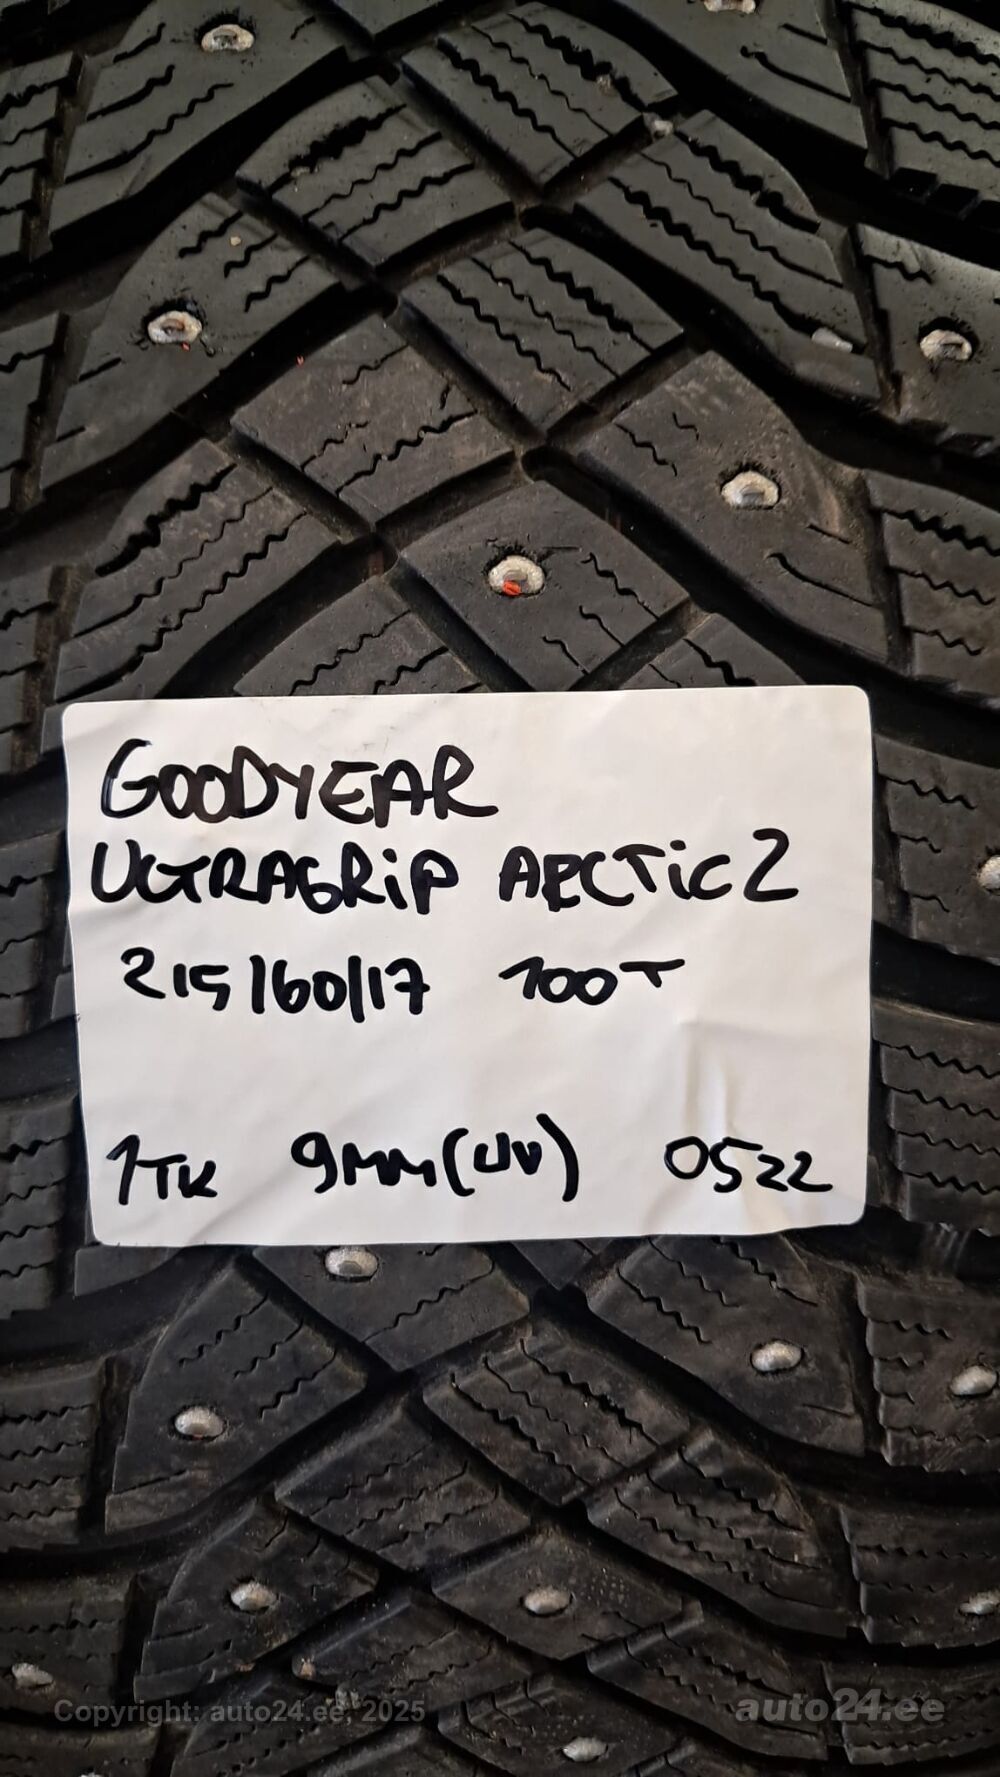 GOODYEAR
ULTRAGRiP ARCTiC 2
215/60/17 100T
1TK 9MM(UV) 0522
Copyright: auto24.ee, 2025
auto24.ee